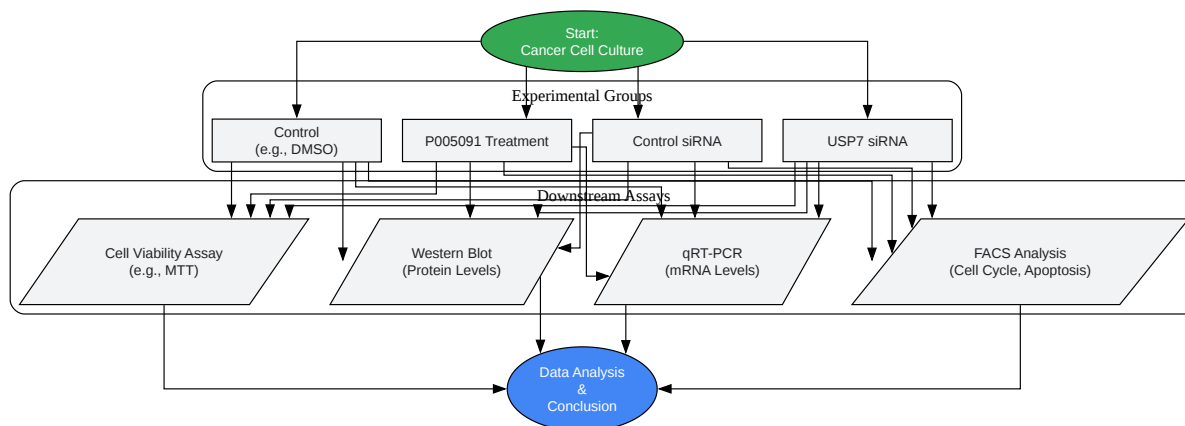 Start:
Cancer Cell Culture
Experimental Groups
Control
(e.g., DMSO)
P005091 Treatment
Control siRNA
USP7 siRNA
Downstream Assays
Cell Viability Assay
(e.g., MTT)
Western Blot
(Protein Levels)
qRT-PCR
(mRNA Levels)
FACS Analysis
(Cell Cycle, Apoptosis)
Data Analysis
&
Conclusion